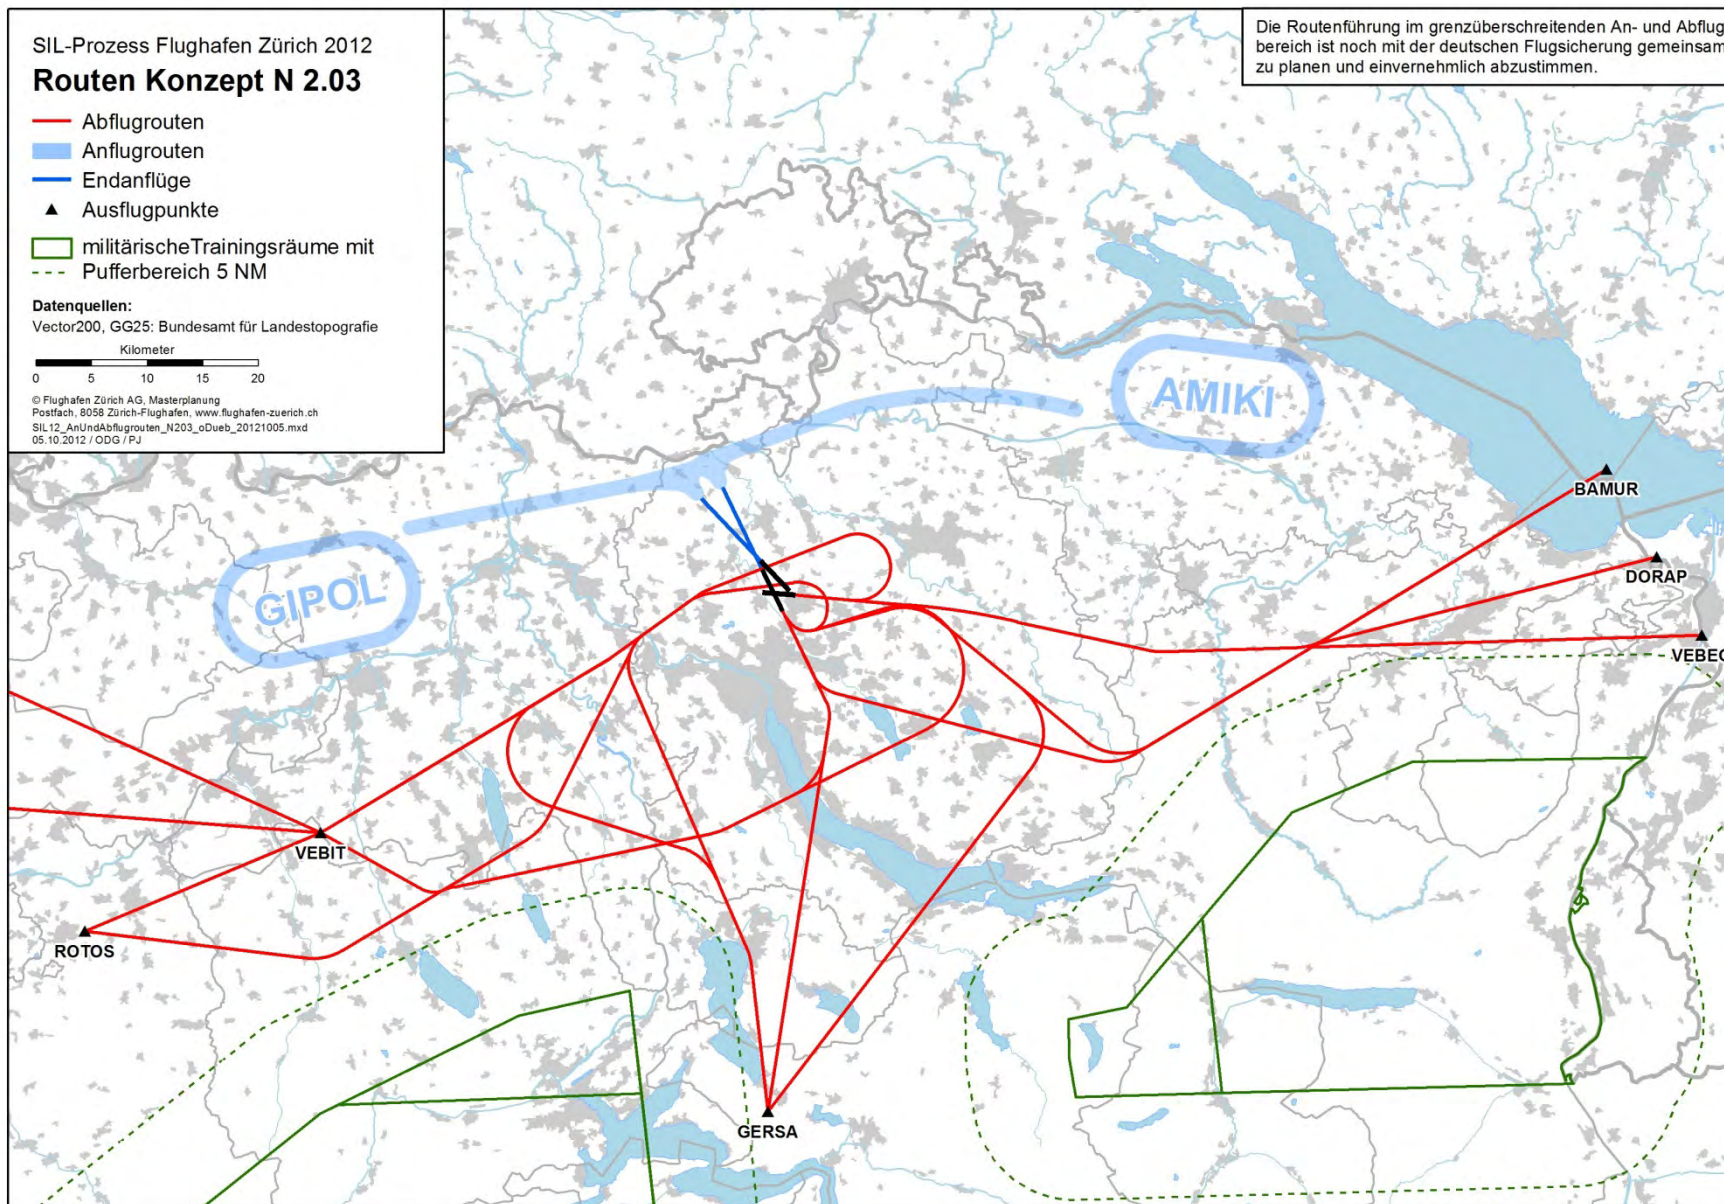 SIL-Prozess Flughafen Zürich 2012
Routen Konzept N 2.03
Abflugrouten
Anflugrouten
Endanflüge
Ausflugpunkte
militärischeTrainingsräume mit
Pufferbereich 5 NM
Datenquellen:
Vector200, GG25: Bundesamt für Landestopografie
Kilometer
0 5 10 15 20
© Flughafen Zürich AG, Masterplanung
Postfach, 8058 Zürich-Flughafen, www.flughafen-zuerich.ch
SIL12_AnUndAbflugrouten_N203_oDueb_20121005.mxd
05.10.2012 / ODG / PJ
Die Routenführung im grenzüberschreitenden An- und Abflug
bereich ist noch mit der deutschen Flugsicherung gemeinsam
zu planen und einvernehmlich abzustimmen.
AMIKI
BAMUR
DORAP
GIPOL
VEBEG
VEBIT
ROTOS
GERSA